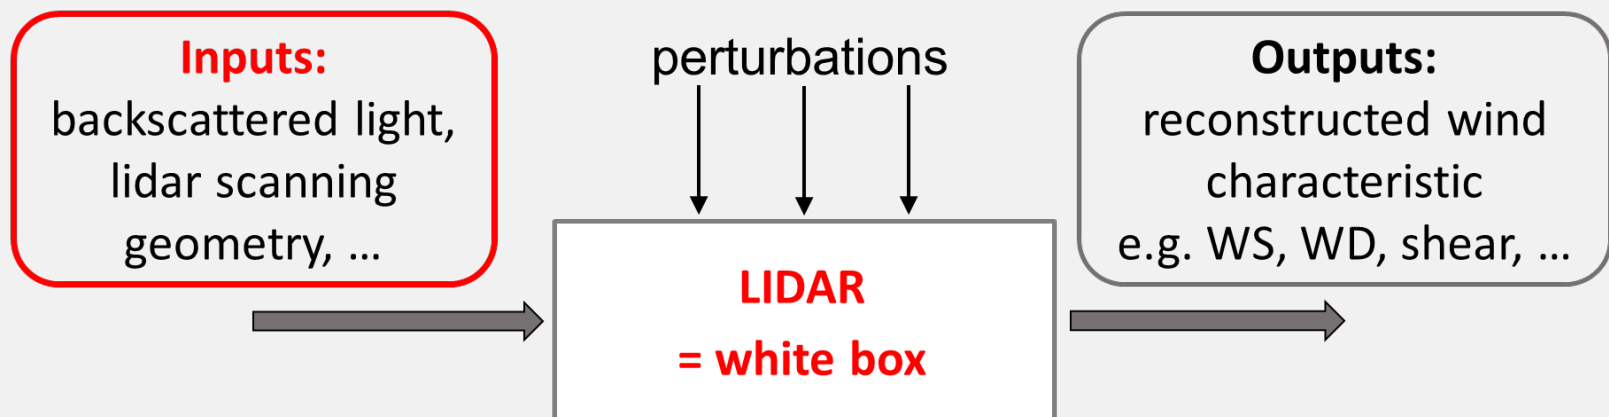 Inputs:
backscattered light,
lidar scanning
geometry, ...
perturbations
LIDAR
= white box
Outputs:
reconstructed wind
characteristic
e.g. WS, WD, shear, ...